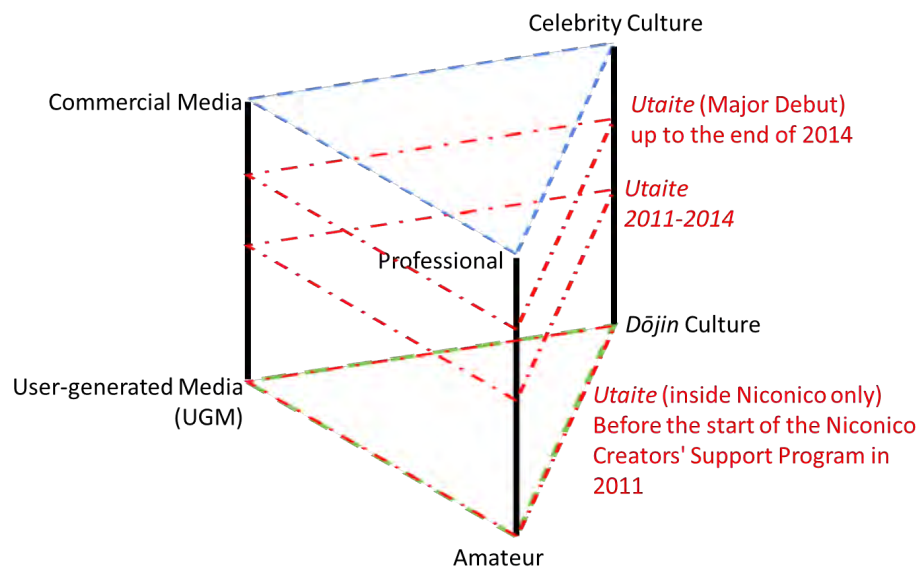 Celebrity Culture
Commercial Media
Utaite (Major Debut)
up to the end of 2014
Utaite
2011-2014
Professional
Dōjin Culture
User-generated Media
(UGM)
Utaite (inside Niconico only)
Before the start of the Niconico
Creators' Support Program in
2011
Amateur